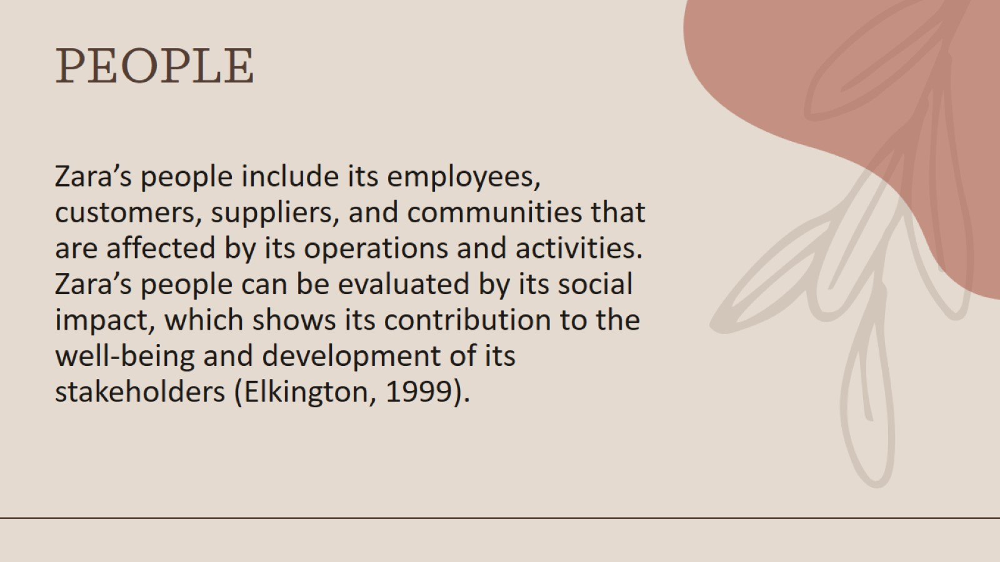 PEOPLE
Zara’s people include its employees,
customers, suppliers, and communities that
are affected by its operations and activities.
Zara’s people can be evaluated by its social
impact, which shows its contribution to the
well-being and development of its
stakeholders (Elkington, 1999).